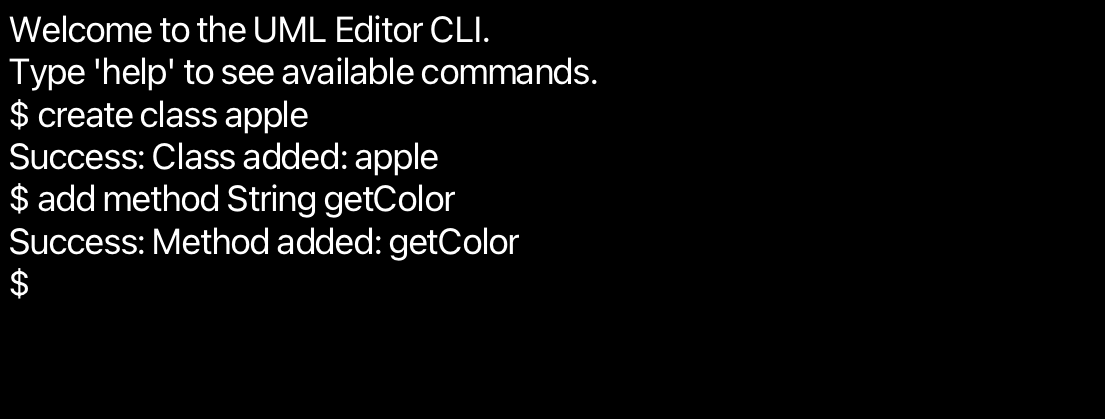 Welcome to the UML Editor CLI.
Type 'help' to see available commands.
$ create class apple
Success: Class added: apple
$ add method String getColor
Success: Method added: getColor
$